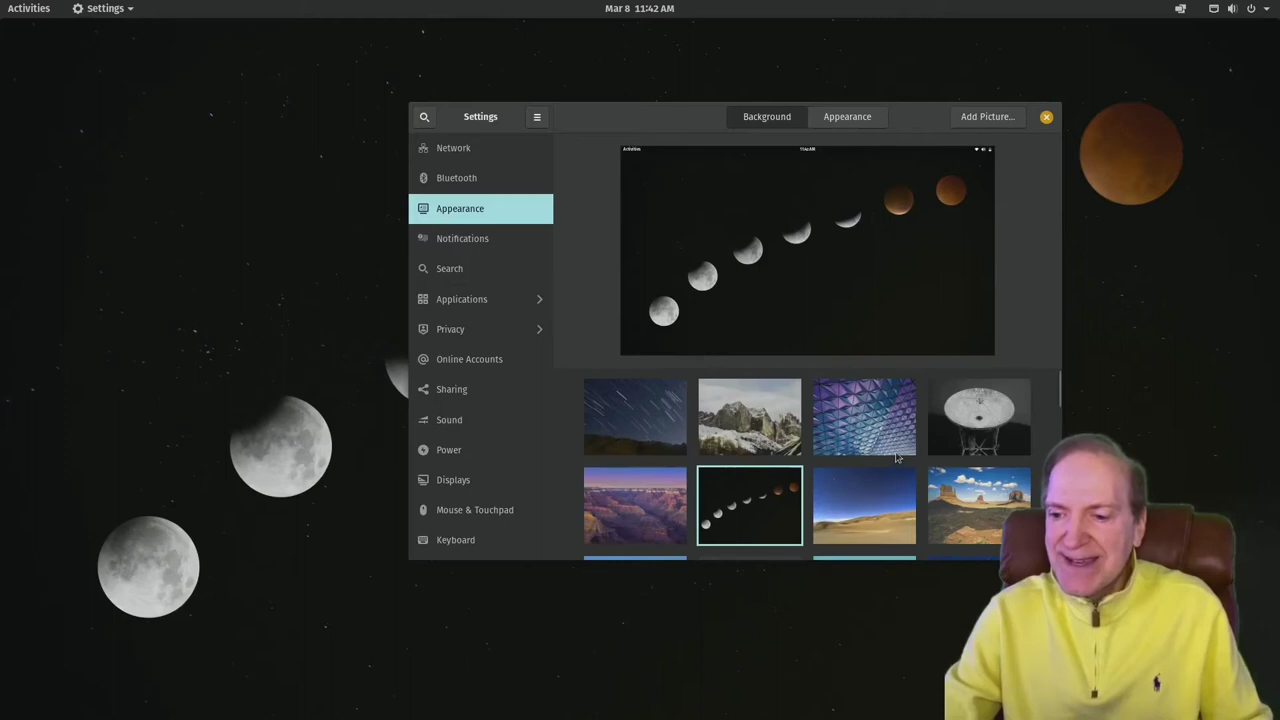 Activities
Settings
Mar 8 11:42 AM
Settings
Background
Appearance
Add Picture...
Network
Bluetooth
Appearance
Notifications
Search
Applications
Privacy
Online Accounts
Sharing
Sound
Power
Displays
Mouse & Touchpad
Keyboard
Activities